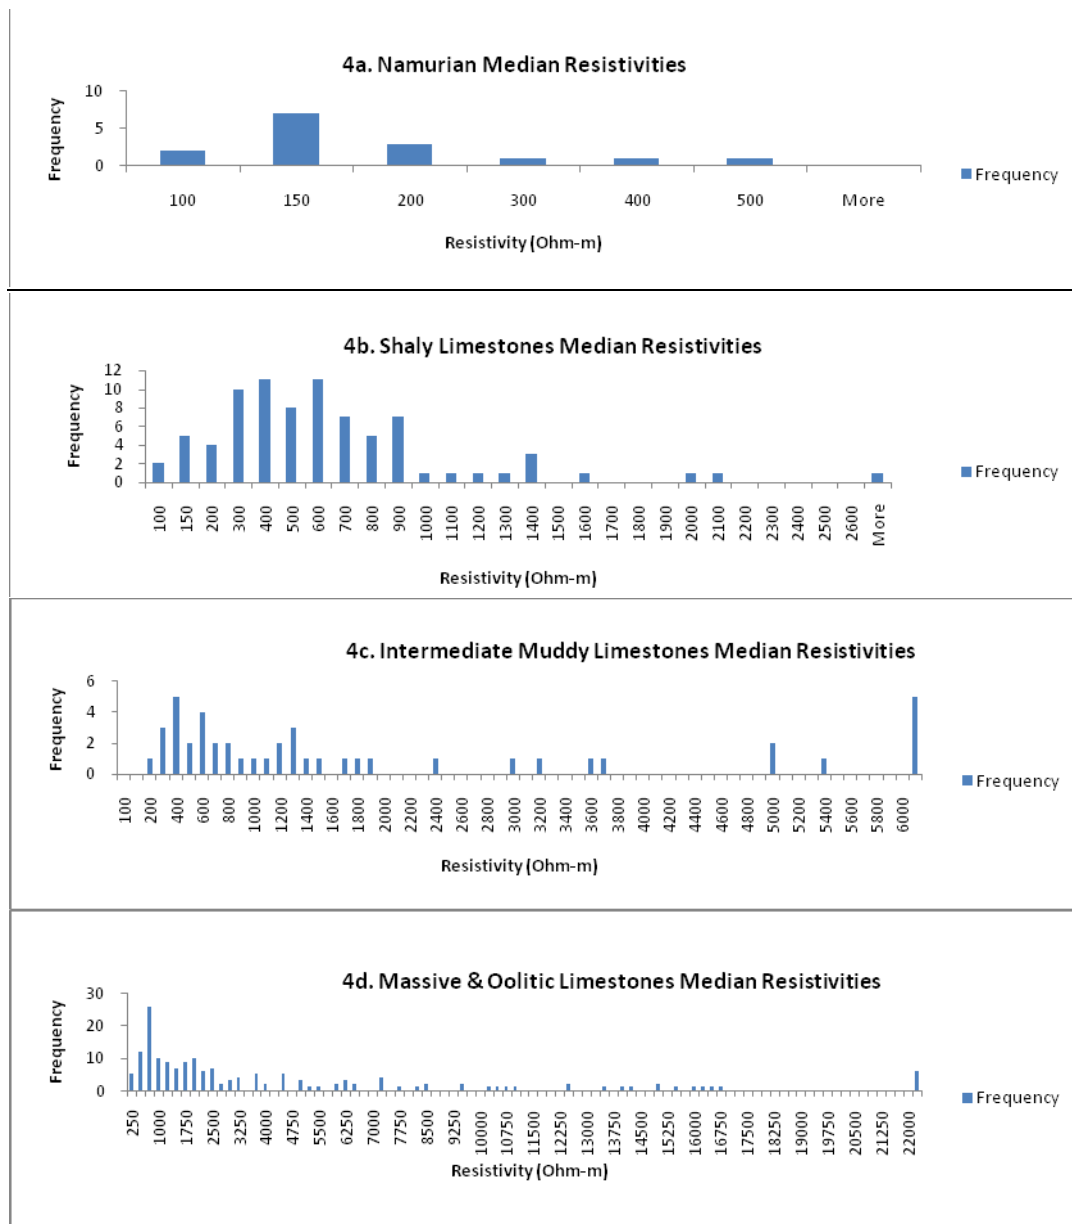 4a. Namurian Median Resistivities
10
5
0
Frequency
100 150 200 300 400 500 More
Resistivity (Ohm-m)
Frequency
4b. Shaly Limestones Median Resistivities
12
10
8
6
4
2
0
Frequency
100 150 200 300 400 500 600 700 800 900 1000 1100 1200 1300 1400 1500 1600 1700 1800 1900 2000 2100 2200 2300 2400 2500 2600 More
Resistivity (Ohm-m)
Frequency
4c. Intermediate Muddy Limestones Median Resistivities
6
4
2
0
Frequency
100 200 400 600 800 1000 1200 1400 1600 1800 2000 2200 2400 2600 2800 3000 3200 3400 3600 3800 4000 4200 4400 4600 4800 5000 5200 5400 5600 5800 6000
Resistivity (Ohm-m)
Frequency
4d. Massive & Oolitic Limestones Median Resistivities
30
20
10
0
Frequency
250 1000 1750 2500 3250 4000 4750 5500 6250 7000 7750 8500 9250 10000 10750 11500 12250 13000 13750 14500 15250 16000 16750 17500 18250 19000 19750 20500 21250 22000
Resistivity (Ohm-m)
Frequency